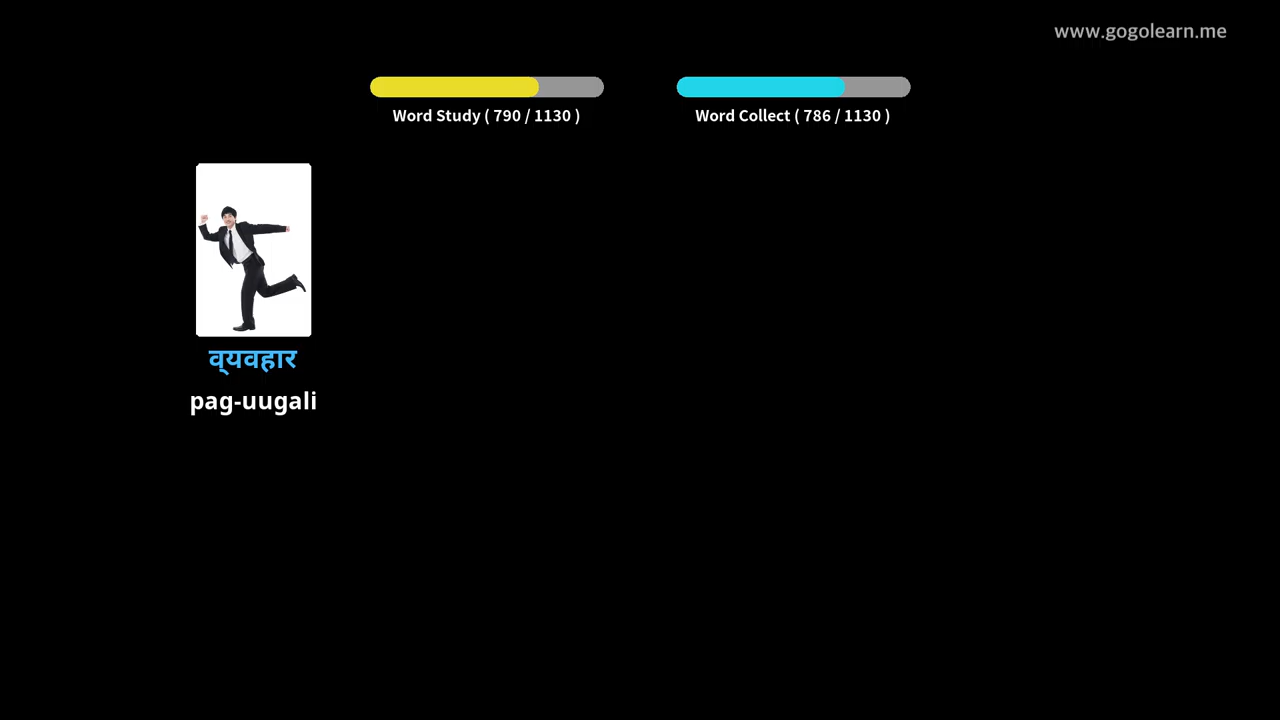 www.gogolearn.me
Word Study ( 790 / 1130 )
Word Collect ( 786 / 1130 )
व्यवहार
pag-uugali